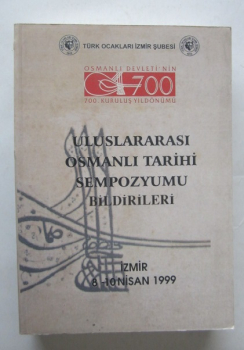 TÜRK OCAKLARI İZMİR ŞUBESİ
OSMANLI DEVLETİ'NİN
700
700. KURULUŞ YILDÖNÜMÜ
ULUSLARARASI
OSMANLI TARİHİ
SEMPOZYUMU
BİLDİRİLERİ
İZMİR
8 -10 NİSAN 1999